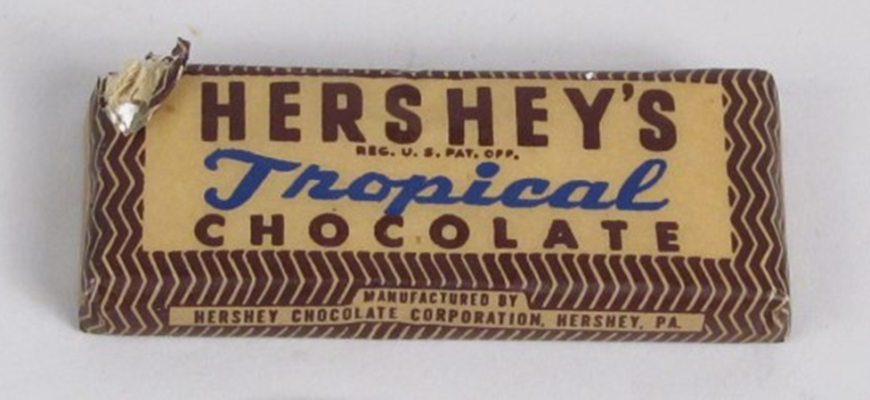 HERSHEY'S
REG. U. S. PAT. OFF.
Tropical
CHOCOLATE
MANUFACTURED BY
HERSHEY CHOCOLATE CORPORATION, HERSHEY, PA.